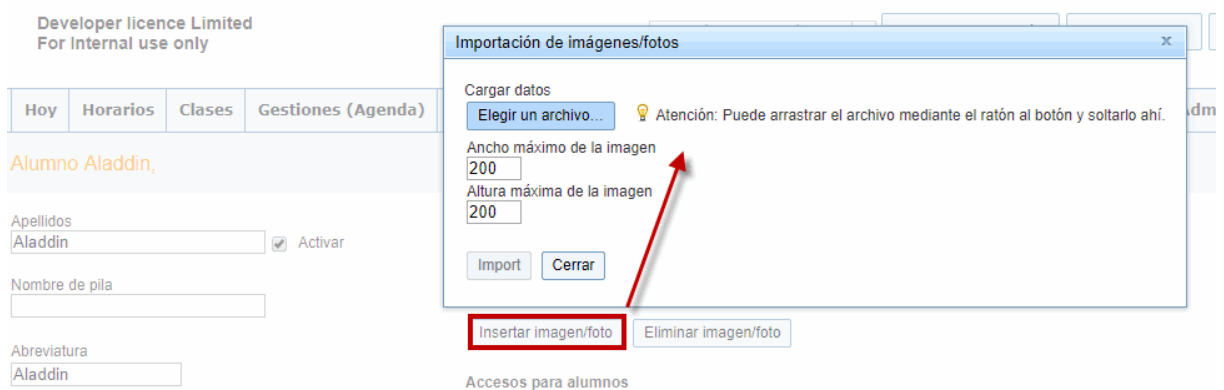 Developer licence Limited
For Internal use only
Importación de imágenes/fotos
x
Hoy Horarios Clases Gestiones (Agenda)
Cargar datos
Elegir un archivo... Atención: Puede arrastrar el archivo mediante el ratón al botón y soltarlo ahí.
Ancho máximo de la imagen
200
Altura máxima de la imagen
200
Import Cerrar
Alumno Aladdin,
Apellidos
Aladdin Activar
Nombre de pila
Insertar imagen/foto Eliminar imagen/foto
Abreviatura
Aladdin
Accesos para alumnos